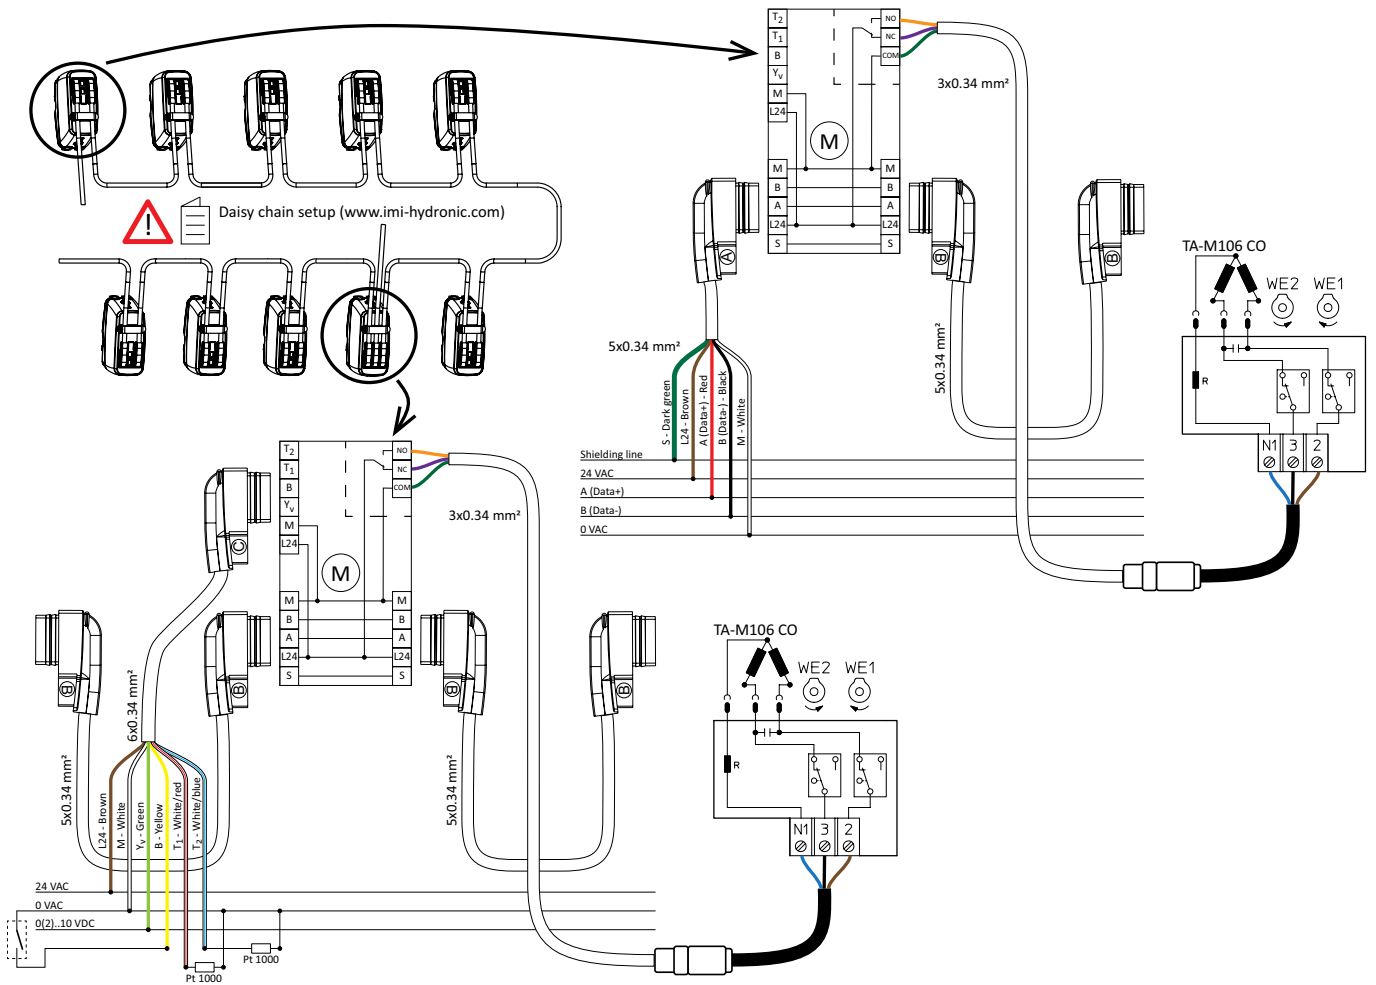 T2
T1
B
Yv
M
L24
NO
NC
COM
3x0.34 mm²
M
M
M
B
B
A
A
L24
L24
S
S
Daisy chain setup (www.imi-hydronic.com)
A
B
B
TA-M106 CO
WE2
WE1
R
N1
3
2
5x0.34 mm²
5x0.34 mm²
S - Dark green
L24 - Brown
A (Data+) - Red
B (Data-) - Black
M - White
Shielding line
24 VAC
A (Data+)
B (Data-)
0 VAC
T2
T1
B
Yv
M
L24
NO
NC
COM
3x0.34 mm²
C
M
M
M
B
B
A
A
L24
L24
S
S
B
B
B
B
6x0.34 mm²
5x0.34 mm²
5x0.34 mm²
L24 - Brown
M - White
Yv - Green
B - Yellow
T1 - White/red
T2 - White/blue
24 VAC
0 VAC
0(2)..10 VDC
Pt 1000
Pt 1000
TA-M106 CO
WE2
WE1
R
N1
3
2